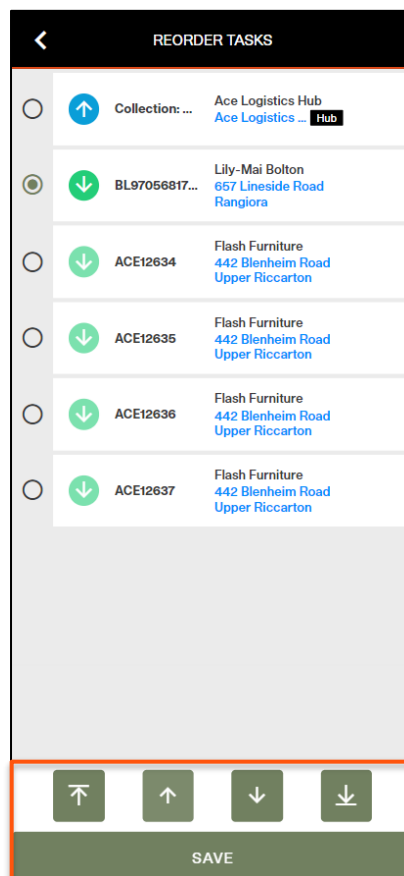 REORDER TASKS
Collection: ...
Ace Logistics Hub
Ace Logistics ... Hub
BL97056817...
Lily-Mai Bolton
657 Lineside Road
Rangiora
ACE12634
Flash Furniture
442 Blenheim Road
Upper Riccarton
ACE12635
Flash Furniture
442 Blenheim Road
Upper Riccarton
ACE12636
Flash Furniture
442 Blenheim Road
Upper Riccarton
ACE12637
Flash Furniture
442 Blenheim Road
Upper Riccarton
SAVE